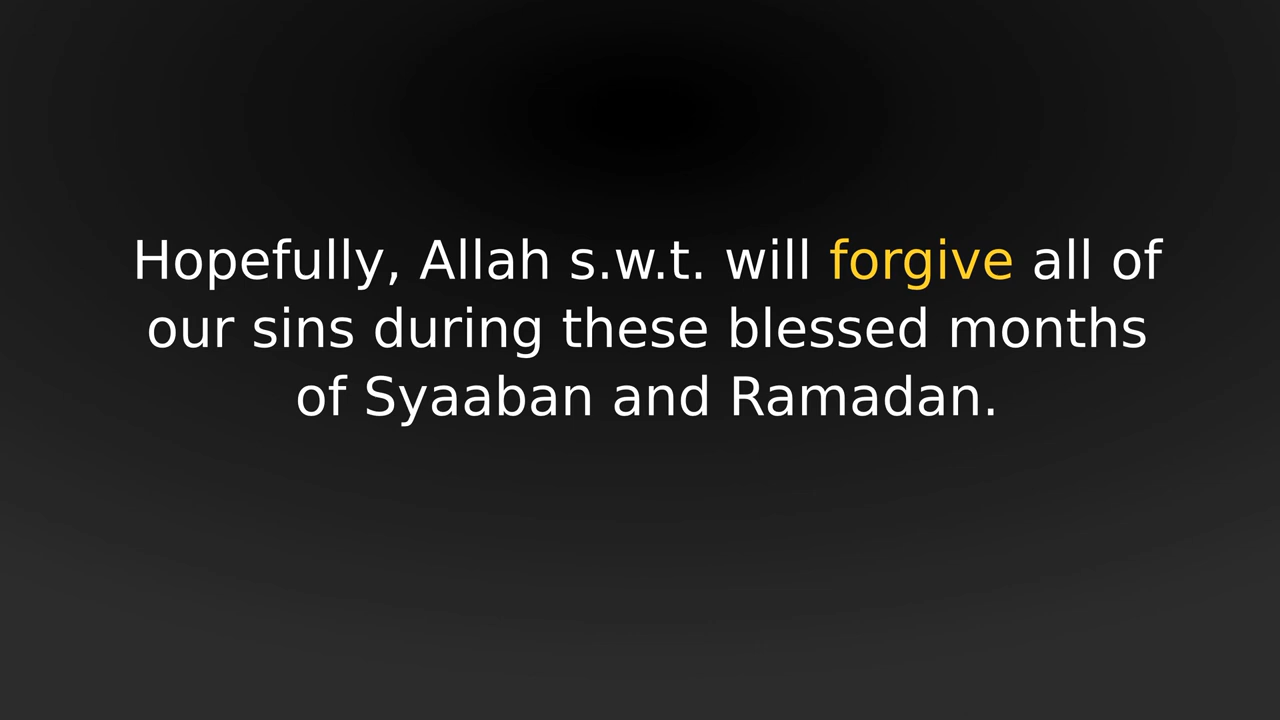 Hopefully, Allah s.w.t. will forgive all of
our sins during these blessed months
of Syaaban and Ramadan.